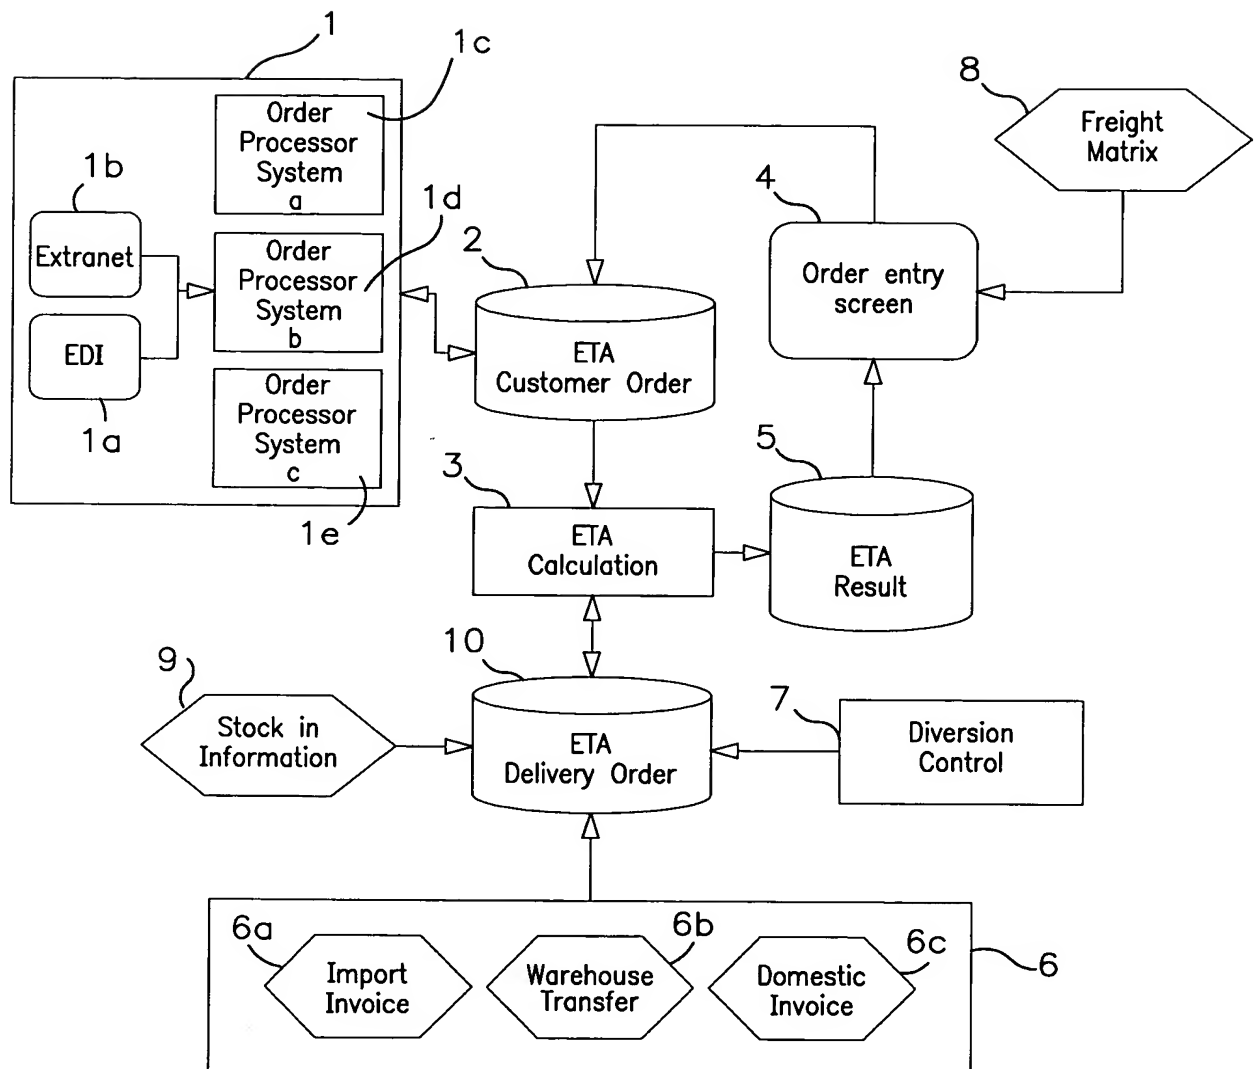 1
1c
Order
Processor
System
a
1b
Extranet
1d
Order
Processor
System
b
EDI
1a
Order
Processor
System
c
1e
2
ETA
Customer Order
8
Freight
Matrix
4
Order entry
screen
3
ETA
Calculation
5
ETA
Result
9
Stock in
Information
10
ETA
Delivery Order
7
Diversion
Control
6a
Import
Invoice
6b
Warehouse
Transfer
6c
Domestic
Invoice
6